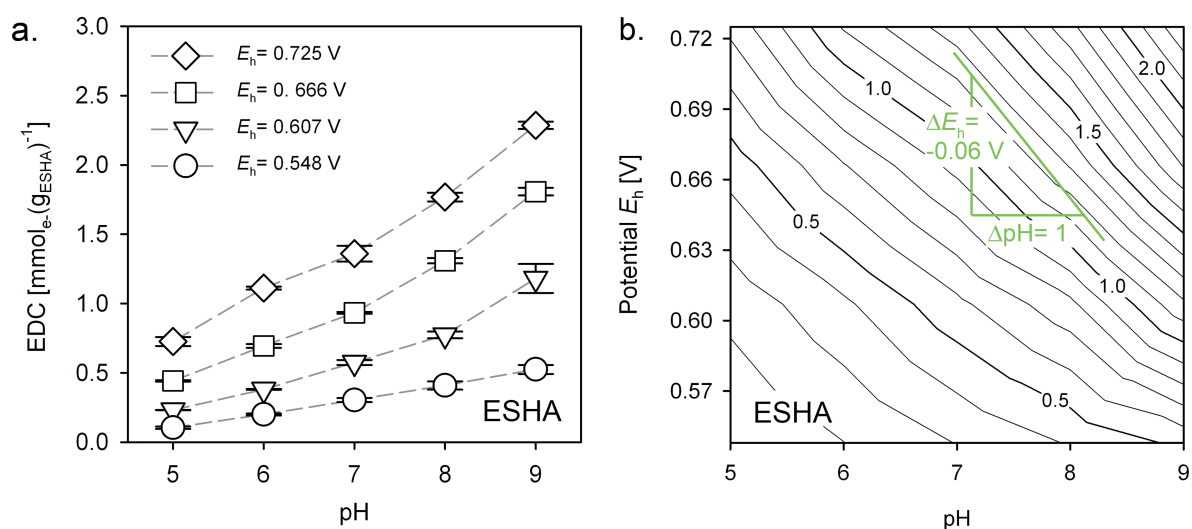 a.
3.0
2.5
2.0
1.5
1.0
0.5
0.0
EDC [mmol e- (g ESHA)-1]
Eh= 0.725 V
Eh= 0. 666 V
Eh= 0.607 V
Eh= 0.548 V
ESHA
5 6 7 8 9
pH
b.
0.72
0.69
0.66
0.63
0.60
0.57
Potential Eh [V]
2.0
1.0
1.5
ΔEh=
-0.06 V
0.5
ΔpH= 1
1.0
0.5
ESHA
5 6 7 8 9
pH